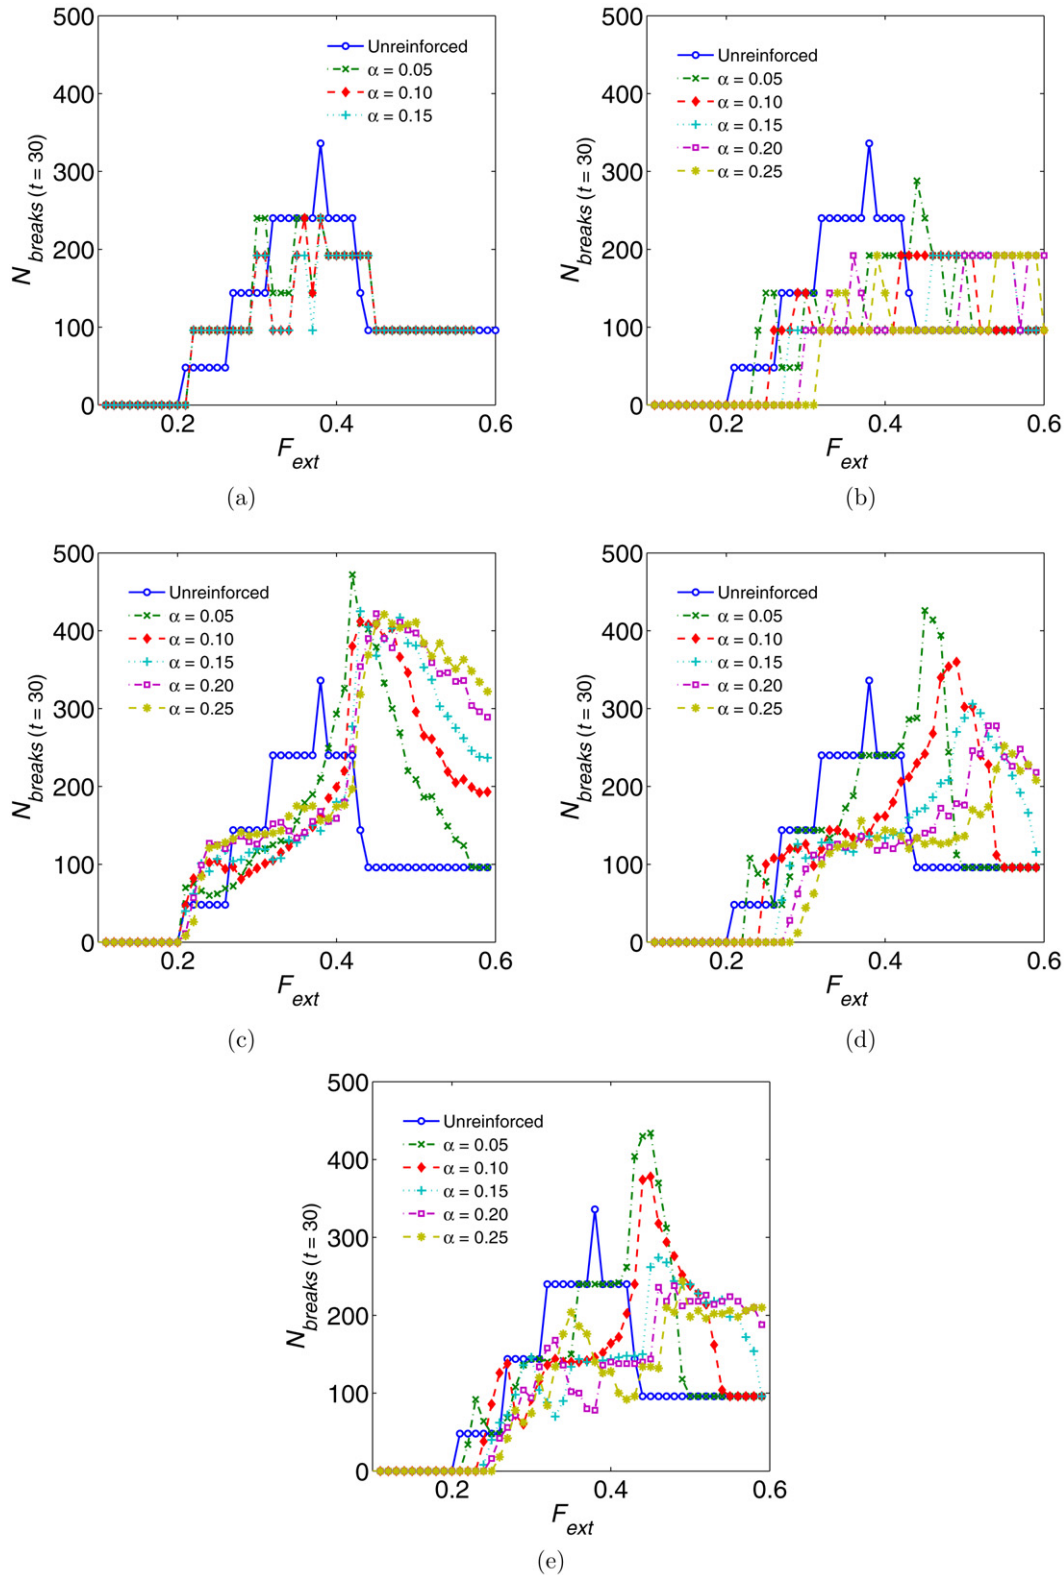 500
400
300
200
100
0
0.2
0.4
0.6
N_breaks (t = 30)
F_ext
Unreinforced
α = 0.05
α = 0.10
α = 0.15
(a)
500
400
300
200
100
0
0.2
0.4
0.6
N_breaks (t = 30)
F_ext
Unreinforced
α = 0.05
α = 0.10
α = 0.15
α = 0.20
α = 0.25
(b)
500
400
300
200
100
0
0.2
0.4
0.6
N_breaks (t = 30)
F_ext
Unreinforced
α = 0.05
α = 0.10
α = 0.15
α = 0.20
α = 0.25
(c)
500
400
300
200
100
0
0.2
0.4
0.6
N_breaks (t = 30)
F_ext
Unreinforced
α = 0.05
α = 0.10
α = 0.15
α = 0.20
α = 0.25
(d)
500
400
300
200
100
0
0.2
0.4
0.6
N_breaks (t = 30)
F_ext
Unreinforced
α = 0.05
α = 0.10
α = 0.15
α = 0.20
α = 0.25
(e)